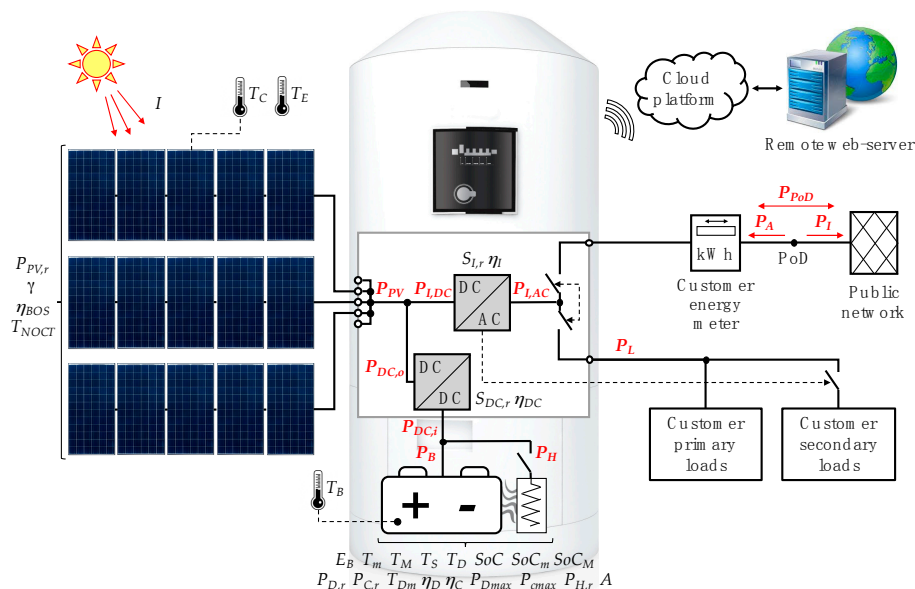 I
T_C T_E
Cloud
platform
Remote web-server
P_PoD
P_A P_I
kWh
PoD
Customer
energy
meter
Public
network
P_PV,r
γ
η_BOS
T_NOCT
S_I,r η_I
P_PV P_I,DC DC
AC P_I,AC
P_L
P_DC,o DC
DC
S_DC,r η_DC
P_DC,i
P_B P_H
Customer
primary
loads
Customer
secondary
loads
T_B
+ -
E_B T_m T_M T_S T_D SoC SoC_m SoC_M
P_D,r P_C,r T_Dm η_D η_C P_Dmax P_cmax P_H,r A